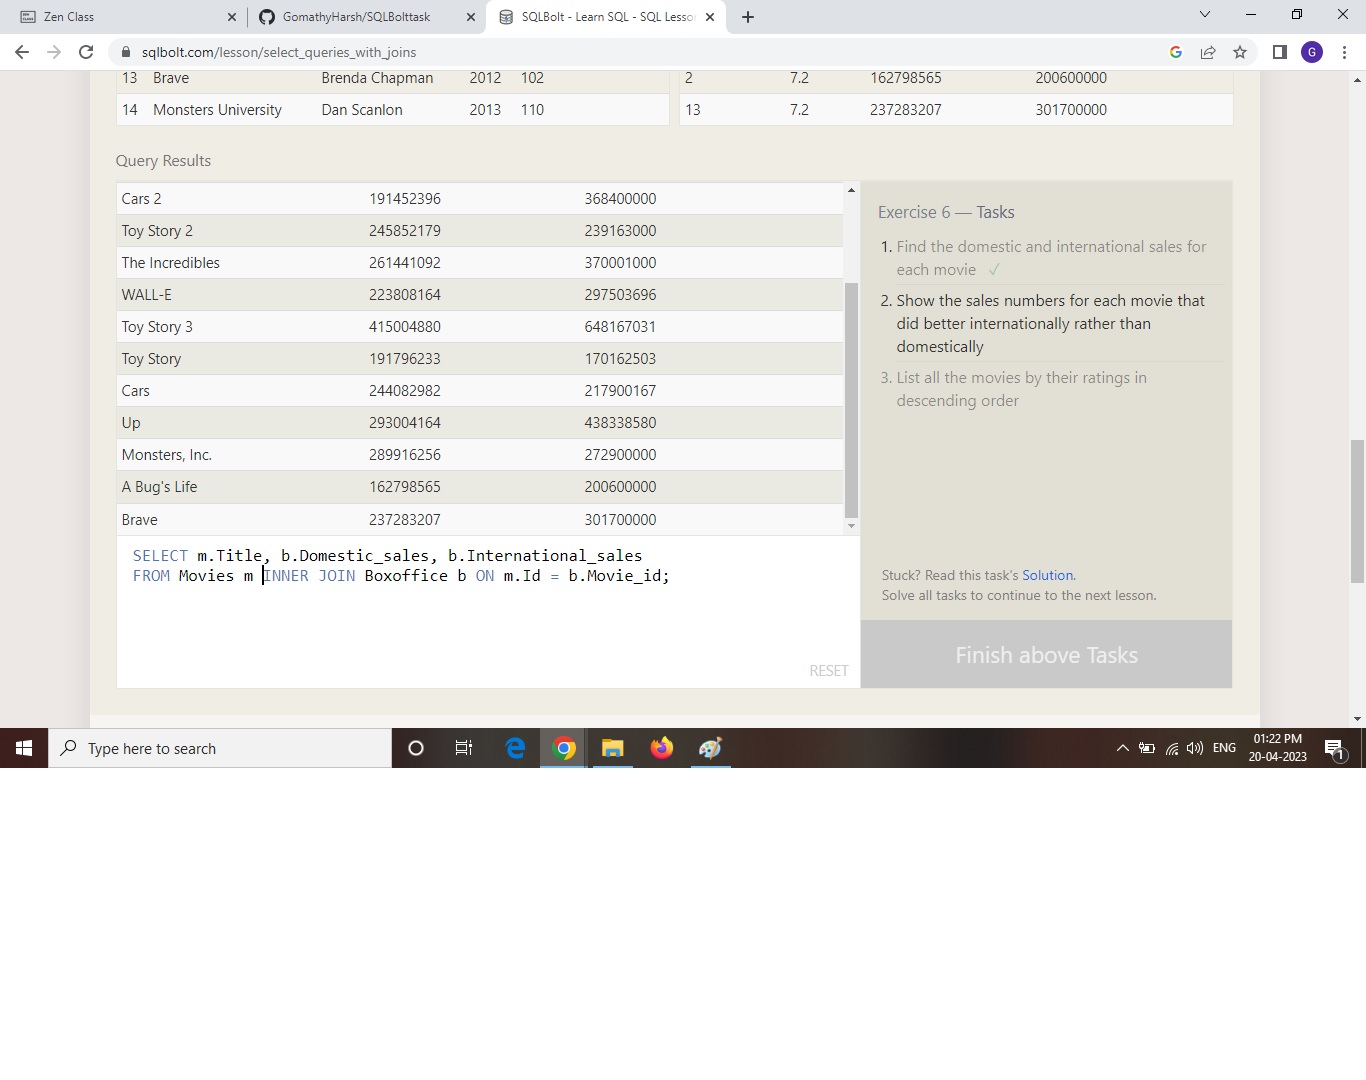 Zen Class
GomathyHarsh/SQLBolttask
SQLBolt - Learn SQL - SQL Lesso
sqlbolt.com/lesson/select_queries_with_joins
G
13 Brave Brenda Chapman 2012 102 2 7.2 162798565 200600000
14 Monsters University Dan Scanlon 2013 110 13 7.2 237283207 301700000
Query Results
Cars 2 191452396 368400000
Toy Story 2 245852179 239163000
The Incredibles 261441092 370001000
WALL-E 223808164 297503696
Toy Story 3 415004880 648167031
Toy Story 191796233 170162503
Cars 244082982 217900167
Up 293004164 438338580
Monsters, Inc. 289916256 272900000
A Bug's Life 162798565 200600000
Brave 237283207 301700000
SELECT m.Title, b.Domestic_sales, b.International_sales
FROM Movies m INNER JOIN Boxoffice b ON m.Id = b.Movie_id;
RESET
Exercise 6 — Tasks
1. Find the domestic and international sales for
each movie ✓
2. Show the sales numbers for each movie that
did better internationally rather than
domestically
3. List all the movies by their ratings in
descending order
Stuck? Read this task's Solution.
Solve all tasks to continue to the next lesson.
Finish above Tasks
Type here to search
ENG
01:22 PM
20-04-2023
1